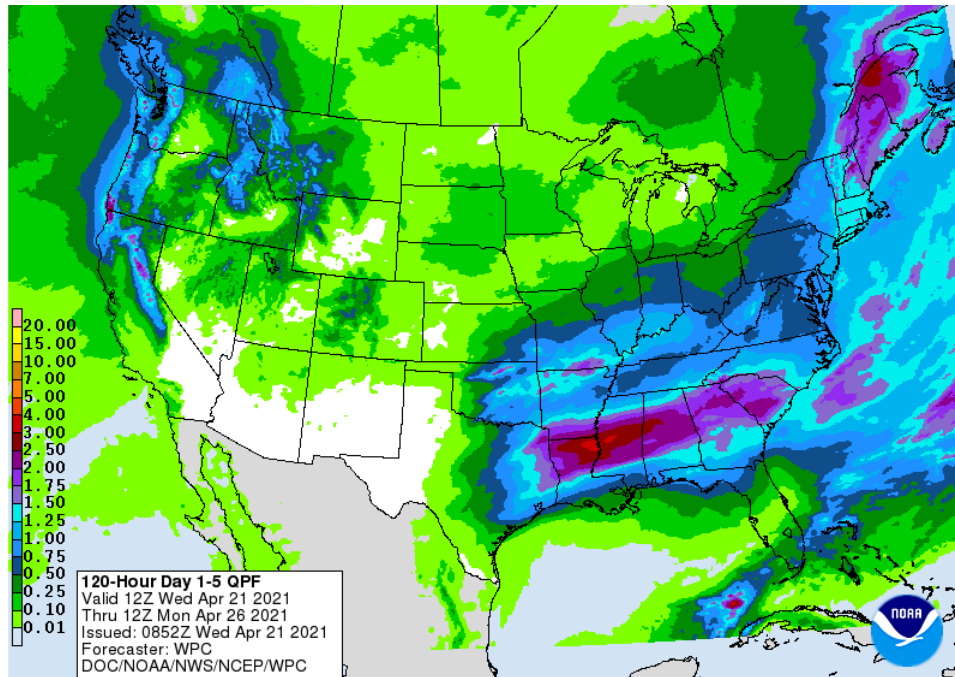 20.00
15.00
10.00
7.00
5.00
4.00
3.00
2.50
2.00
1.75
1.50
1.25
1.00
0.75
0.50
0.25
0.10
0.01
120-Hour Day 1-5 QPF
Valid 12Z Wed Apr 21 2021
Thru 12Z Mon Apr 26 2021
Issued: 0852Z Wed Apr 21 2021
Forecaster: WPC
DOC/NOAA/NWS/NCEP/WPC
NOAA